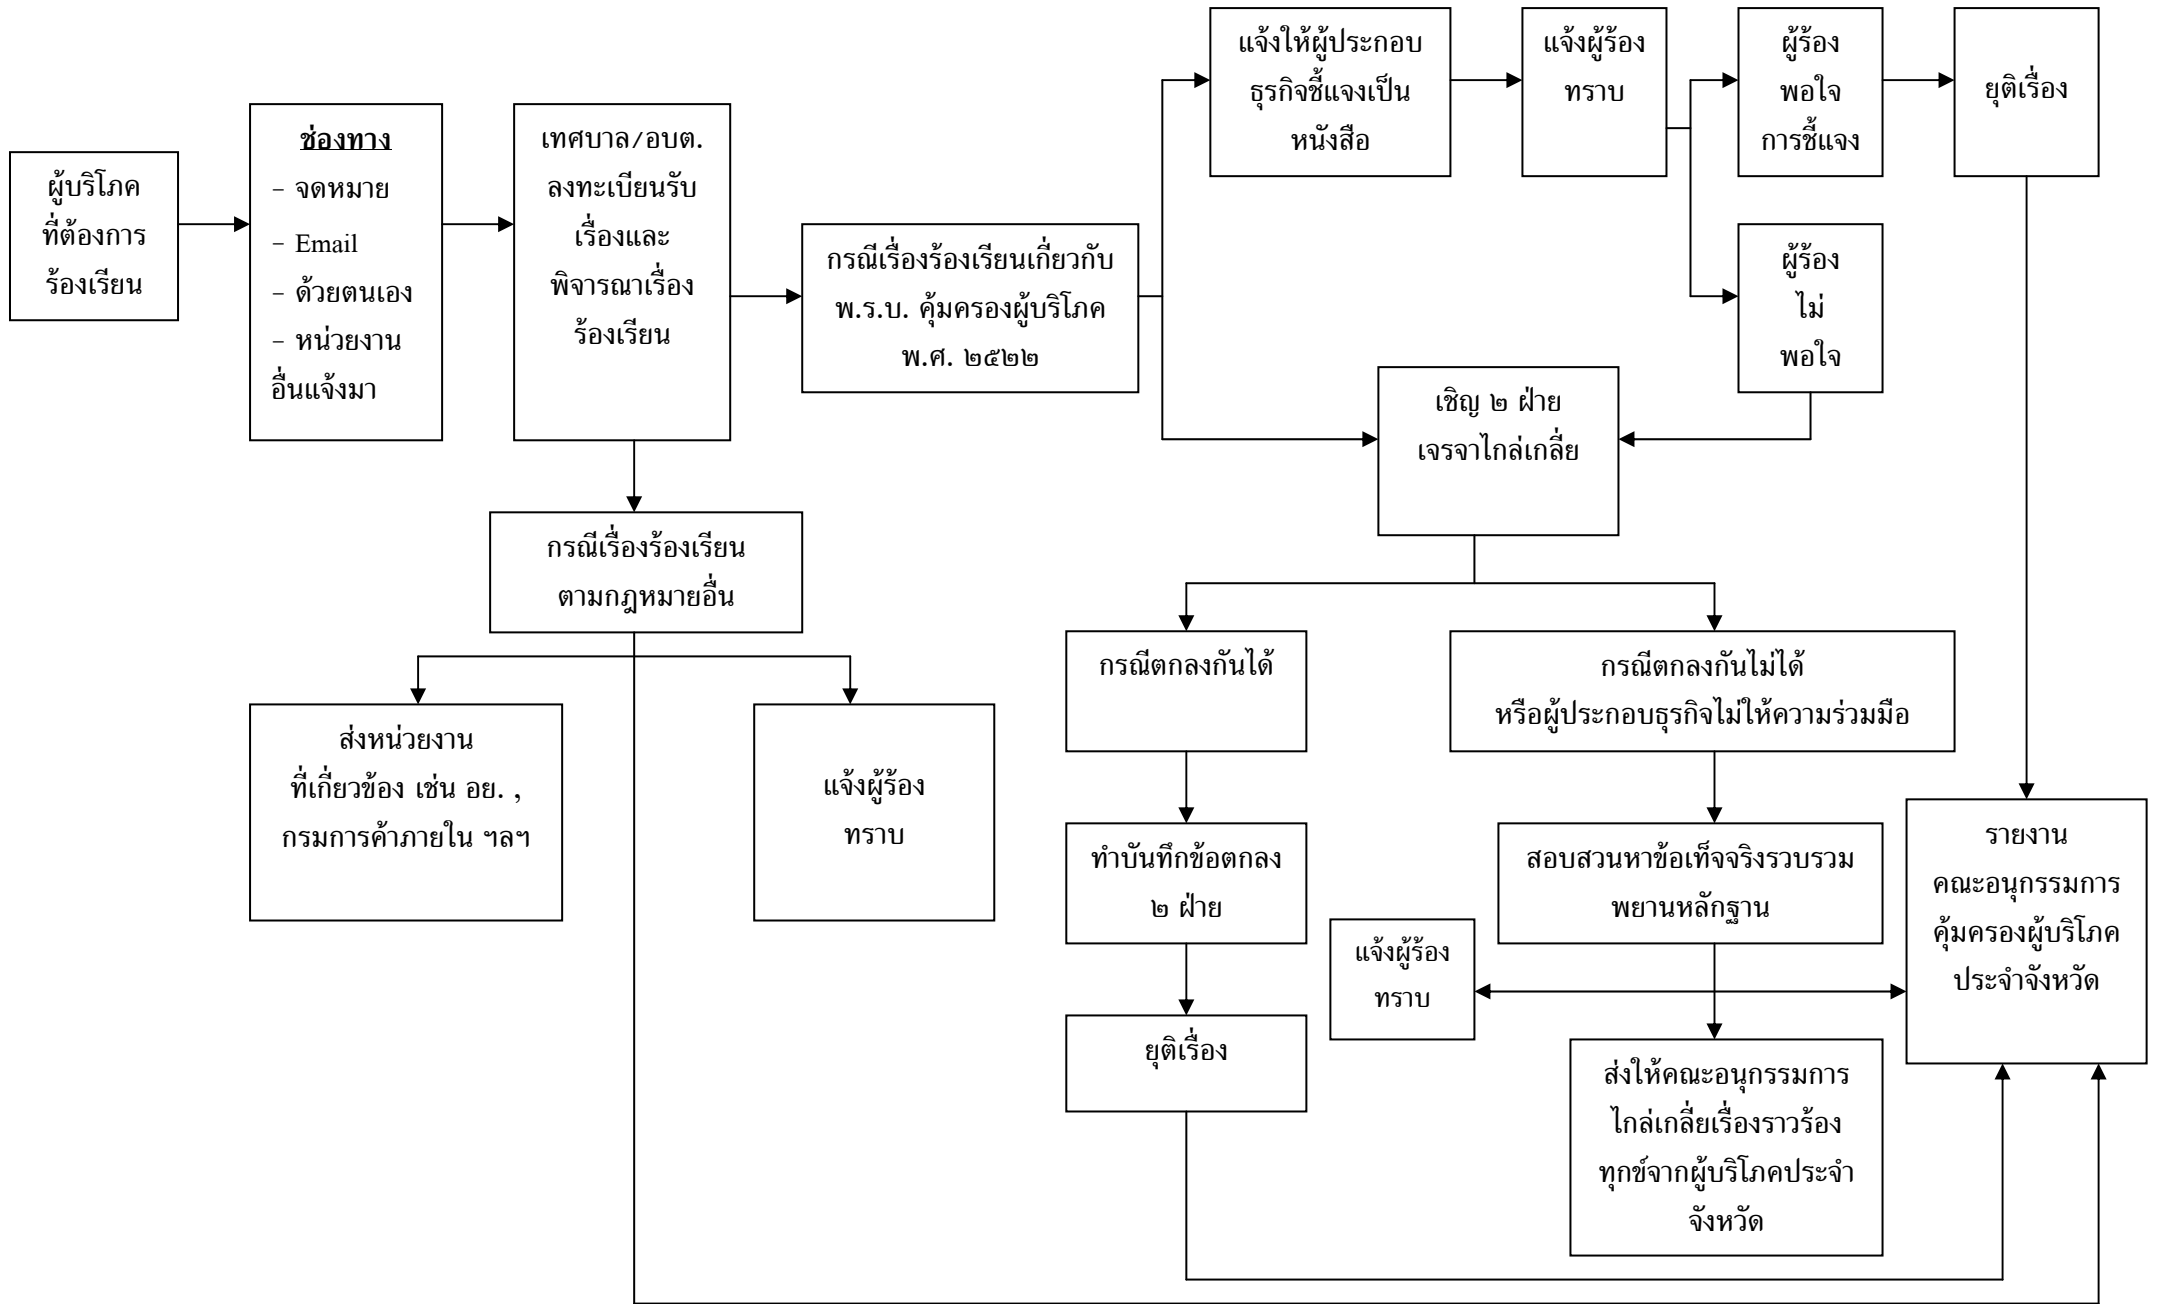 ผู้บริโภค
ที่ต้องการ
ร้องเรียน
ช่องทาง
- จดหมาย
- Email
- ด้วยตนเอง
- หน่วยงาน
อื่นแจ้งมา
เทศบาล/อบต.
ลงทะเบียนรับ
เรื่องและ
พิจารณาเรื่อง
ร้องเรียน
กรณีเรื่องร้องเรียนเกี่ยวกับ
พ.ร.บ. คุ้มครองผู้บริโภค
พ.ศ. ๒๕๒๒
แจ้งให้ผู้ประกอบ
ธุรกิจชี้แจงเป็น
หนังสือ
แจ้งผู้ร้อง
ทราบ
ผู้ร้อง
พอใจ
การชี้แจง
ยุติเรื่อง
ผู้ร้อง
ไม่
พอใจ
เชิญ ๒ ฝ่าย
เจรจาไกล่เกลี่ย
กรณีเรื่องร้องเรียน
ตามกฎหมายอื่น
ส่งหน่วยงาน
ที่เกี่ยวข้อง เช่น อย. ,
กรมการค้าภายใน ฯลฯ
แจ้งผู้ร้อง
ทราบ
กรณีตกลงกันได้
กรณีตกลงกันไม่ได้
หรือผู้ประกอบธุรกิจไม่ให้ความร่วมมือ
ทำบันทึกข้อตกลง
๒ ฝ่าย
สอบสวนหาข้อเท็จจริงรวบรวม
พยานหลักฐาน
รายงาน
คณะอนุกรรมการ
คุ้มครองผู้บริโภค
ประจำจังหวัด
แจ้งผู้ร้อง
ทราบ
ยุติเรื่อง
ส่งให้คณะอนุกรรมการ
ไกล่เกลี่ยเรื่องราวร้อง
ทุกข์จากผู้บริโภคประจำ
จังหวัด